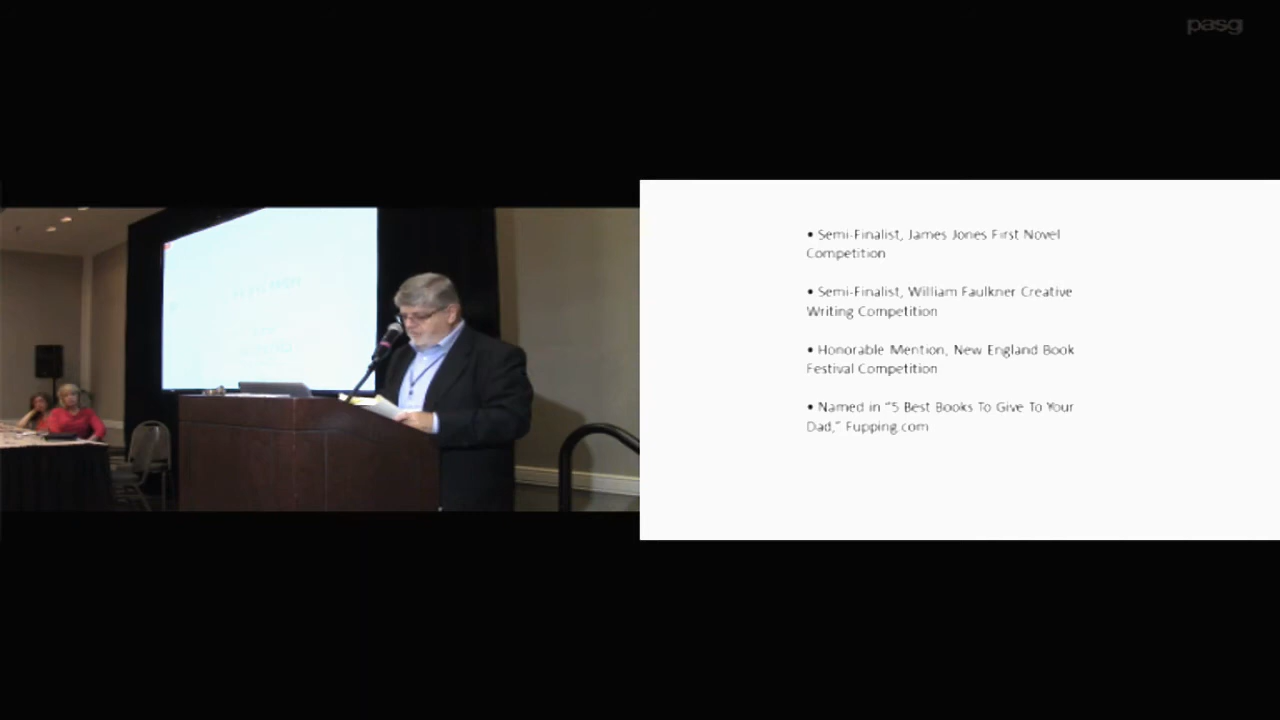 pasg
• Semi-Finalist, James Jones First Novel
Competition
• Semi-Finalist, William Faulkner Creative
Writing Competition
• Honorable Mention, New England Book
Festival Competition
• Named in "5 Best Books To Give To Your
Dad," Fupping.com